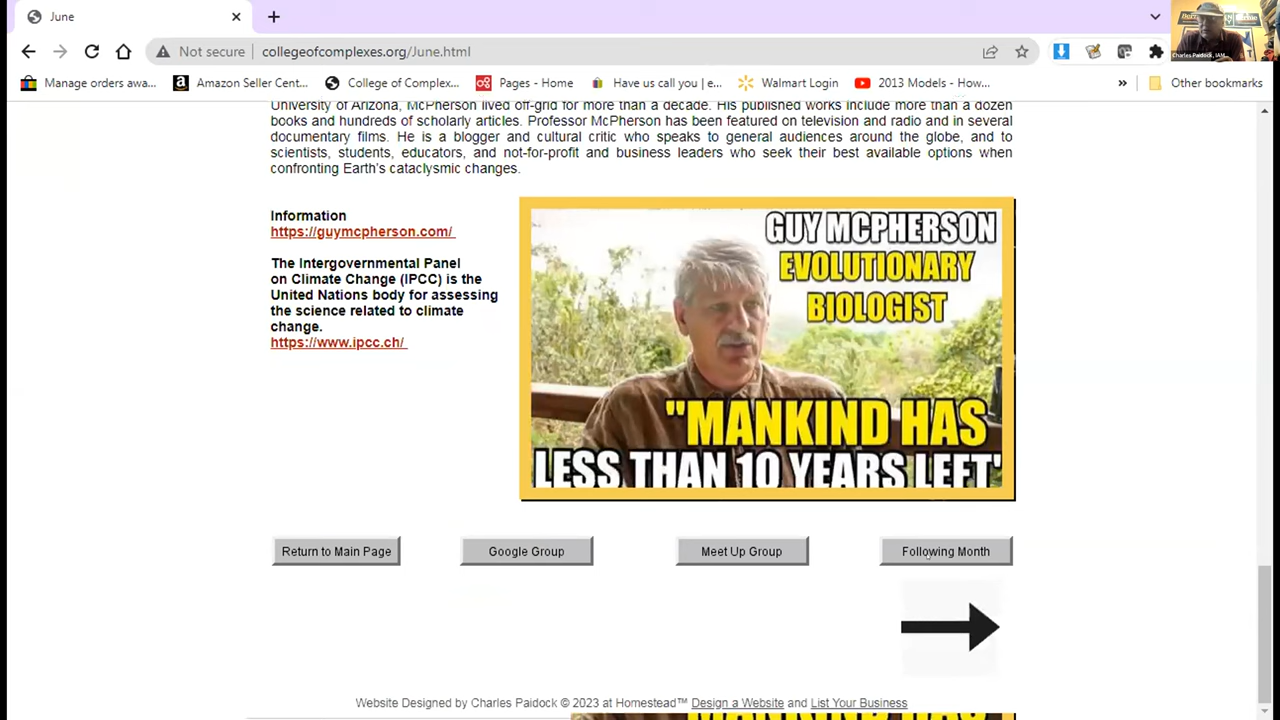 June
Not secure
collegeofcomplexes.org/June.html
Manage orders awa...
Amazon Seller Cent...
College of Complex...
Pages - Home
Have us call you | e...
Walmart Login
2013 Models - How...
»
Other bookmarks
Charles Paidock, IAM...
University of Arizona, McPherson lived off-grid for more than a decade. His published works include more than a dozen
books and hundreds of scholarly articles. Professor McPherson has been featured on television and radio and in several
documentary films. He is a blogger and cultural critic who speaks to general audiences around the globe, and to
scientists, students, educators, and not-for-profit and business leaders who seek their best available options when
confronting Earth's cataclysmic changes.
Information
https://guymcpherson.com/
The Intergovernmental Panel
on Climate Change (IPCC) is the
United Nations body for assessing
the science related to climate
change.
https://www.ipcc.ch/
GUY MCPHERSON
EVOLUTIONARY
BIOLOGIST
"MANKIND HAS
LESS THAN 10 YEARS LEFT'
Return to Main Page
Google Group
Meet Up Group
Following Month
Website Designed by Charles Paidock © 2023 at Homestead™ Design a Website and List Your Business